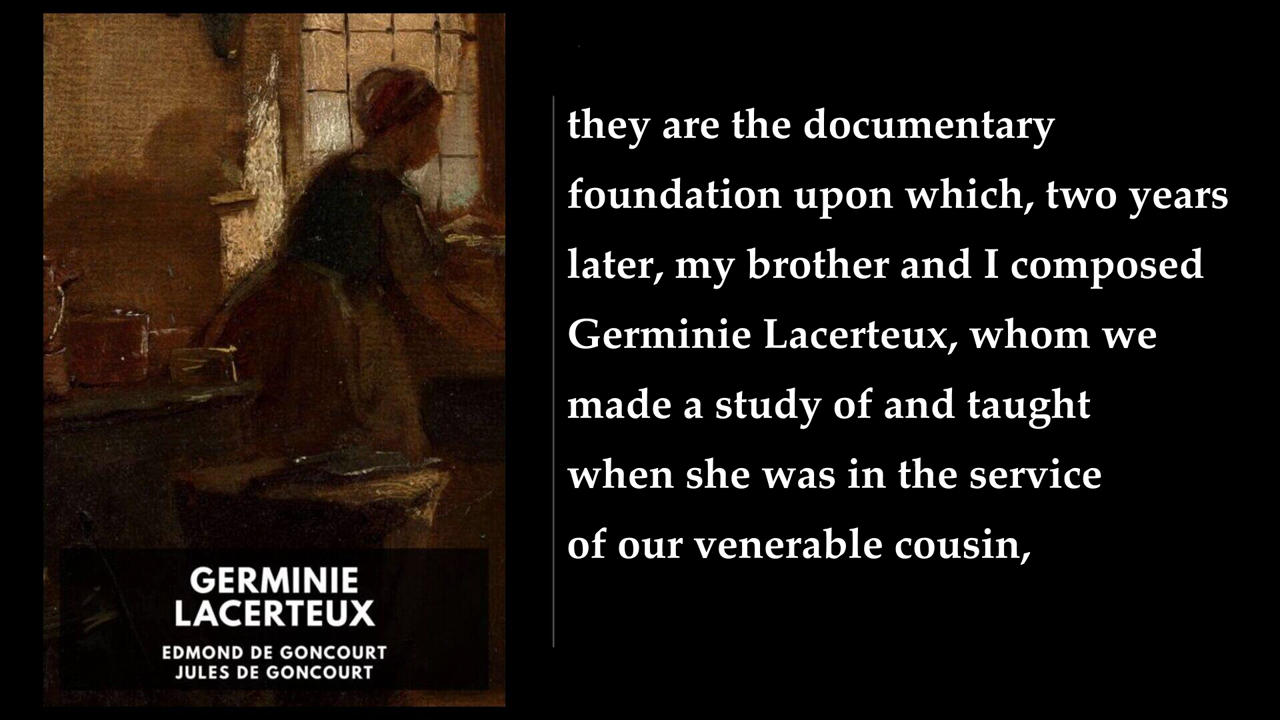 they are the documentary
foundation upon which, two years
later, my brother and I composed
Germinie Lacerteux, whom we
made a study of and taught
when she was in the service
of our venerable cousin,
GERMINIE
LACERTEUX
EDMOND DE GONCOURT
JULES DE GONCOURT